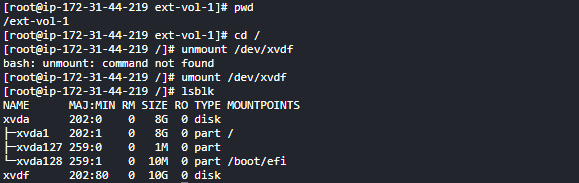 [root@ip-172-31-44-219 ext-vol-1]# pwd
/ext-vol-1
[root@ip-172-31-44-219 ext-vol-1]# cd /
[root@ip-172-31-44-219 /]# unmount /dev/xvdf
bash: unmount: command not found
[root@ip-172-31-44-219 /]# umount /dev/xvdf
[root@ip-172-31-44-219 /]# lsblk
NAME      MAJ:MIN RM SIZE RO TYPE MOUNTPOINTS
xvda      202:0    0   8G  0 disk
├─xvda1   202:1    0   8G  0 part /
├─xvda127 259:0    0   1M  0 part
└─xvda128 259:1    0  10M  0 part /boot/efi
xvdf      202:80   0  10G  0 disk